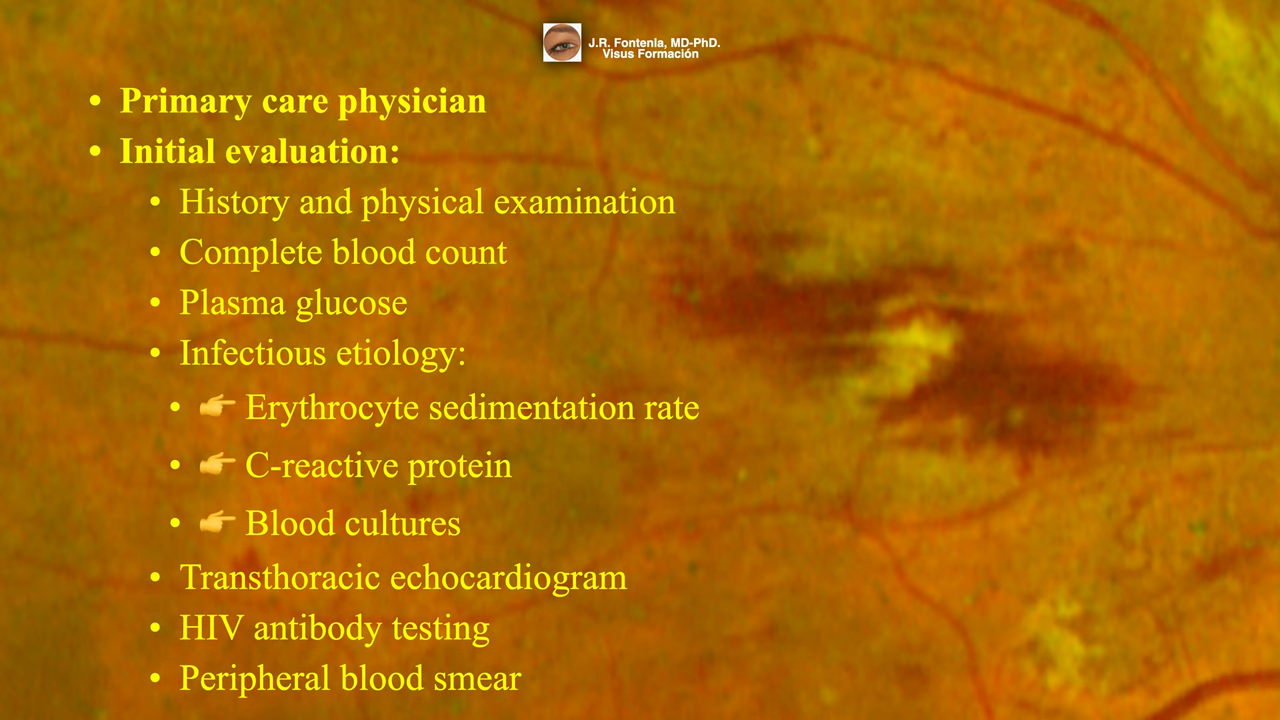 J.R. Fontenla, MD-PhD.
Visus Formación
• Primary care physician
• Initial evaluation:
• History and physical examination
• Complete blood count
• Plasma glucose
• Infectious etiology:
• 👉 Erythrocyte sedimentation rate
• 👉 C-reactive protein
• 👉 Blood cultures
• Transthoracic echocardiogram
• HIV antibody testing
• Peripheral blood smear